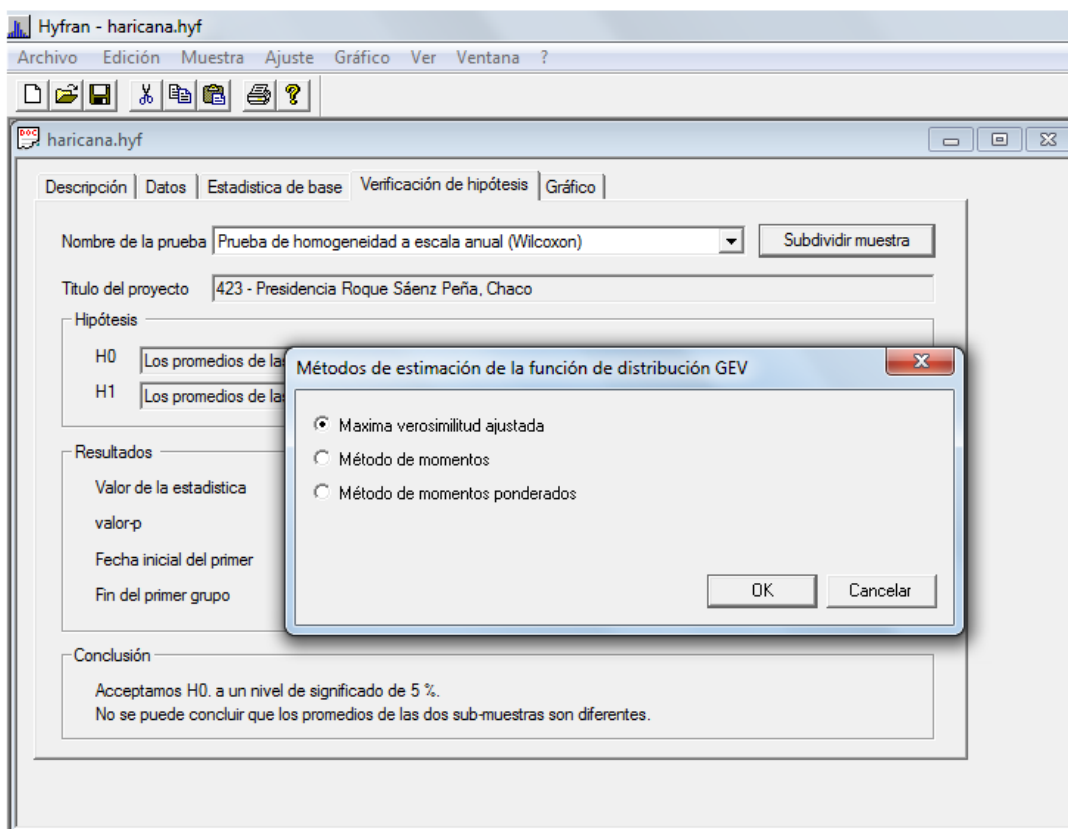 Hyfran - haricana.hyf
Archivo Edición Muestra Ajuste Gráfico Ver Ventana ?
haricana.hyf
Descripción Datos Estadistica de base Verificación de hipótesis Gráfico
Nombre de la prueba Prueba de homogeneidad a escala anual (Wilcoxon) Subdividir muestra
Titulo del proyecto 423 - Presidencia Roque Sáenz Peña, Chaco
Hipótesis
H0 Los promedios de las
H1 Los promedios de las
Métodos de estimación de la función de distribución GEV
Maxima verosimilitud ajustada
Método de momentos
Método de momentos ponderados
OK Cancelar
Resultados
Valor de la estadistica
valor-p
Fecha inicial del primer
Fin del primer grupo
Conclusión
Acceptamos H0. a un nivel de significado de 5 %.
No se puede concluir que los promedios de las dos sub-muestras son diferentes.